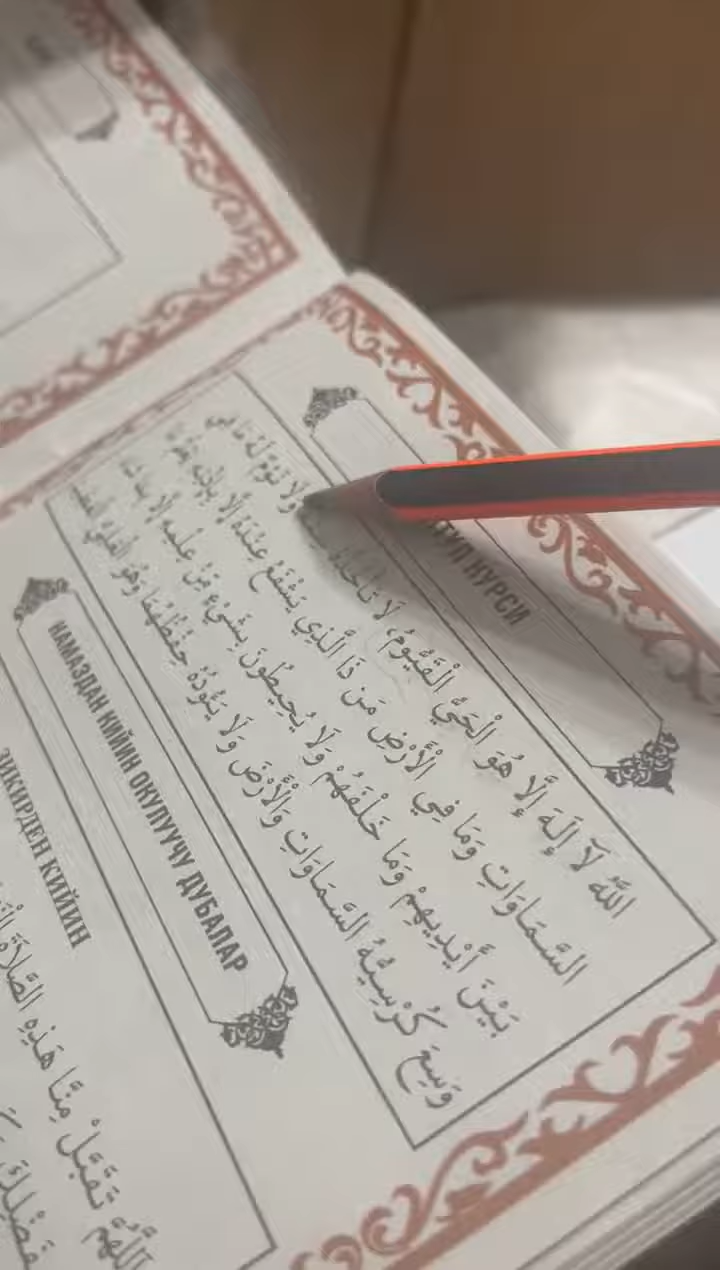 ТУЛ КУРСИ
اللَّهُ لَآ إِلَهَ إِلَّا هُوَ الْحَيُّ الْقَيُّومُ، لَا تَأْخُذُهُ وَلَا نَوْمٌ لَهُ مَا فِي
السَّمَاوَاتِ وَمَا فِي الْأَرْضِ مَن ذَا الَّذِي يَشْفَعُ عِنْدَهُ إِلَّا بِإِذْنِهِ
بَيْنَ أَيْدِيهِمْ وَمَا خَلْفَهُمْ وَلَا يُحِيطُونَ بِشَيْءٍ مِّنْ عِلْمِهِ إِلَّا
وَسِعَ كُرْسِيُّهُ السَّمَاوَاتِ وَالْأَرْضَ وَلَا يَئُودُهُ حِفْظُهُمَا وَهُوَ الْعَلِيُّ
НАМАЗДАН КИЙИН ОКУЛУУЧУ ДУБАЛАР
ЗИКИРДЕН КИЙИН
اللَّهُمَّ تَقَبَّلْ مِنَّا هَذِهِ الصَّلَاةَ